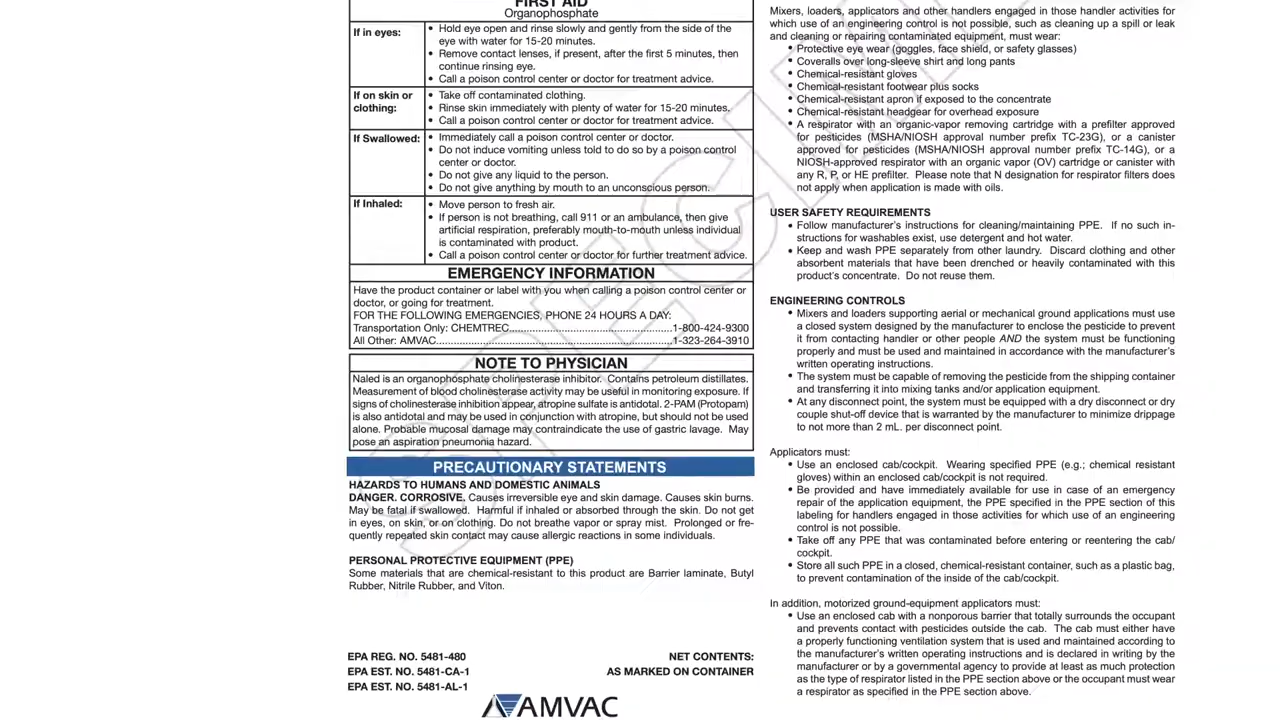 FIRST AID
Organophosphate
If in eyes:
• Hold eye open and rinse slowly and gently from the side of the
eye with water for 15-20 minutes.
• Remove contact lenses, if present, after the first 5 minutes, then
continue rinsing eye.
• Call a poison control center or doctor for treatment advice.
If on skin or
clothing:
• Take off contaminated clothing.
• Rinse skin immediately with plenty of water for 15-20 minutes.
• Call a poison control center or doctor for treatment advice.
If Swallowed:
• Immediately call a poison control center or doctor.
• Do not induce vomiting unless told to do so by a poison control
center or doctor.
• Do not give any liquid to the person.
• Do not give anything by mouth to an unconscious person.
If Inhaled:
• Move person to fresh air.
• If person is not breathing, call 911 or an ambulance, then give
artificial respiration, preferably mouth-to-mouth unless individual
is contaminated with product.
• Call a poison control center or doctor for further treatment advice.
EMERGENCY INFORMATION
Have the product container or label with you when calling a poison control center or
doctor, or going for treatment.
FOR THE FOLLOWING EMERGENCIES, PHONE 24 HOURS A DAY:
Transportation Only: CHEMTREC........................................................1-800-424-9300
All Other: AMVAC.................................................................................1-323-264-3910
NOTE TO PHYSICIAN
Naled is an organophosphate cholinesterase inhibitor. Contains petroleum distillates.
Measurement of blood cholinesterase activity may be useful in monitoring exposure. If
signs of cholinesterase inhibition appear, atropine sulfate is antidotal. 2-PAM (Protopam)
is also antidotal and may be used in conjunction with atropine, but should not be used
alone. Probable mucosal damage may contraindicate the use of gastric lavage. May
pose an aspiration pneumonia hazard.
PRECAUTIONARY STATEMENTS
HAZARDS TO HUMANS AND DOMESTIC ANIMALS
DANGER. CORROSIVE. Causes irreversible eye and skin damage. Causes skin burns.
May be fatal if swallowed. Harmful if inhaled or absorbed through the skin. Do not get
in eyes, on skin, or on clothing. Do not breathe vapor or spray mist. Prolonged or fre-
quently repeated skin contact may cause allergic reactions in some individuals.
PERSONAL PROTECTIVE EQUIPMENT (PPE)
Some materials that are chemical-resistant to this product are Barrier laminate, Butyl
Rubber, Nitrile Rubber, and Viton.
EPA REG. NO. 5481-480
EPA EST. NO. 5481-CA-1
EPA EST. NO. 5481-AL-1
NET CONTENTS:
AS MARKED ON CONTAINER
AMVAC
Mixers, loaders, applicators and other handlers engaged in those handler activities for
which use of an engineering control is not possible, such as cleaning up a spill or leak
and cleaning or repairing contaminated equipment, must wear:
• Protective eye wear (goggles, face shield, or safety glasses)
• Coveralls over long-sleeve shirt and long pants
• Chemical-resistant gloves
• Chemical-resistant footwear plus socks
• Chemical-resistant apron if exposed to the concentrate
• Chemical-resistant headgear for overhead exposure
• A respirator with an organic-vapor removing cartridge with a prefilter approved
for pesticides (MSHA/NIOSH approval number prefix TC-23G), or a canister
approved for pesticides (MSHA/NIOSH approval number prefix TC-14G), or a
NIOSH-approved respirator with an organic vapor (OV) cartridge or canister with
any R, P, or HE prefilter. Please note that N designation for respirator filters does
not apply when application is made with oils.
USER SAFETY REQUIREMENTS
• Follow manufacturer's instructions for cleaning/maintaining PPE. If no such in-
structions for washables exist, use detergent and hot water.
• Keep and wash PPE separately from other laundry. Discard clothing and other
absorbent materials that have been drenched or heavily contaminated with this
product's concentrate. Do not reuse them.
ENGINEERING CONTROLS
• Mixers and loaders supporting aerial or mechanical ground applications must use
a closed system designed by the manufacturer to enclose the pesticide to prevent
it from contacting handler or other people AND the system must be functioning
properly and must be used and maintained in accordance with the manufacturer's
written operating instructions.
• The system must be capable of removing the pesticide from the shipping container
and transferring it into mixing tanks and/or application equipment.
• At any disconnect point, the system must be equipped with a dry disconnect or dry
couple shut-off device that is warranted by the manufacturer to minimize drippage
to not more than 2 mL. per disconnect point.
Applicators must:
• Use an enclosed cab/cockpit. Wearing specified PPE (e.g.; chemical resistant
gloves) within an enclosed cab/cockpit is not required.
• Be provided and have immediately available for use in case of an emergency
repair of the application equipment, the PPE specified in the PPE section of this
labeling for handlers engaged in those activities for which use of an engineering
control is not possible.
• Take off any PPE that was contaminated before entering or reentering the cab/
cockpit.
• Store all such PPE in a closed, chemical-resistant container, such as a plastic bag,
to prevent contamination of the inside of the cab/cockpit.
In addition, motorized ground-equipment applicators must:
• Use an enclosed cab with a nonporous barrier that totally surrounds the occupant
and prevents contact with pesticides outside the cab. The cab must either have
a properly functioning ventilation system that is used and maintained according to
the manufacturer's written operating instructions and is declared in writing by the
manufacturer or by a governmental agency to provide at least as much protection
as the type of respirator listed in the PPE section above or the occupant must wear
a respirator as specified in the PPE section above.
SPECIMEN